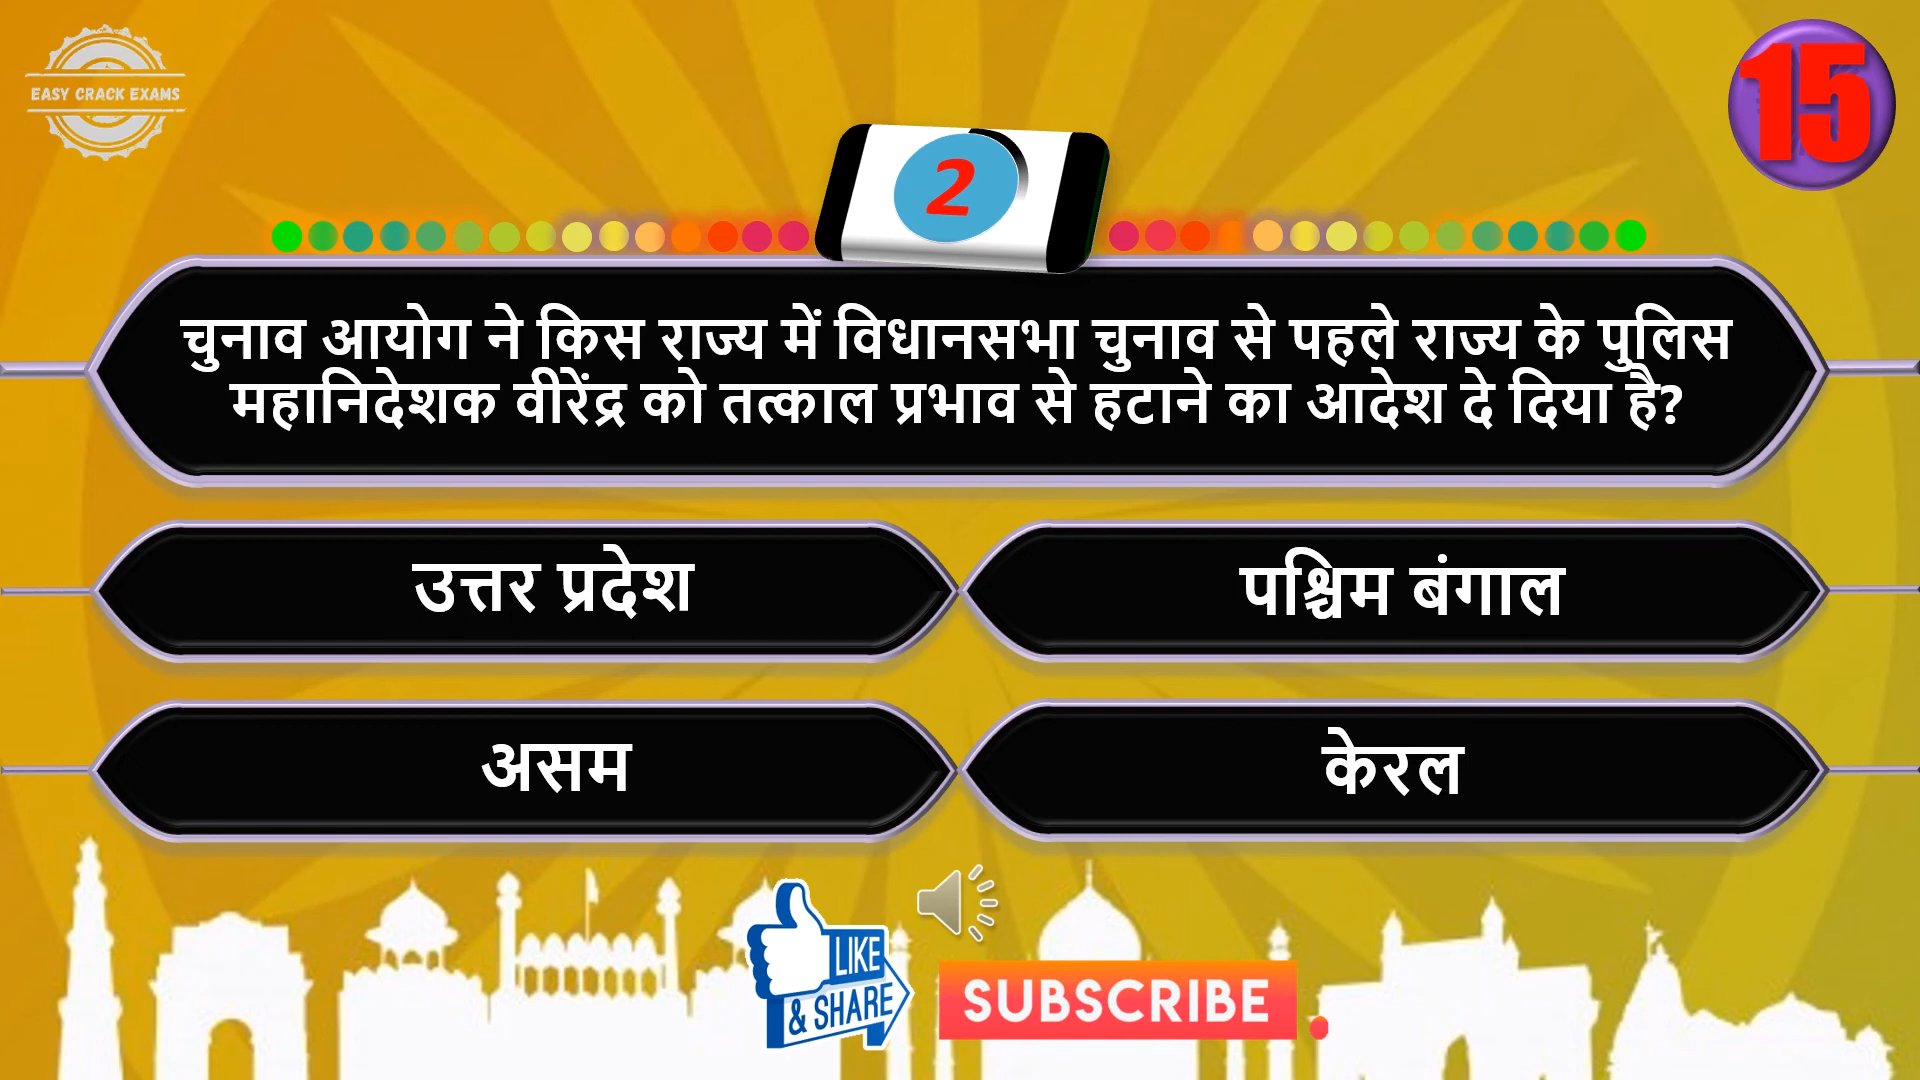 EASY CRACK EXAMS
15
2
चुनाव आयोग ने किस राज्य में विधानसभा चुनाव से पहले राज्य के पुलिस
महानिदेशक वीरेंद्र को तत्काल प्रभाव से हटाने का आदेश दे दिया है?
उत्तर प्रदेश
पश्चिम बंगाल
असम
केरल
LIKE
& SHARE
SUBSCRIBE